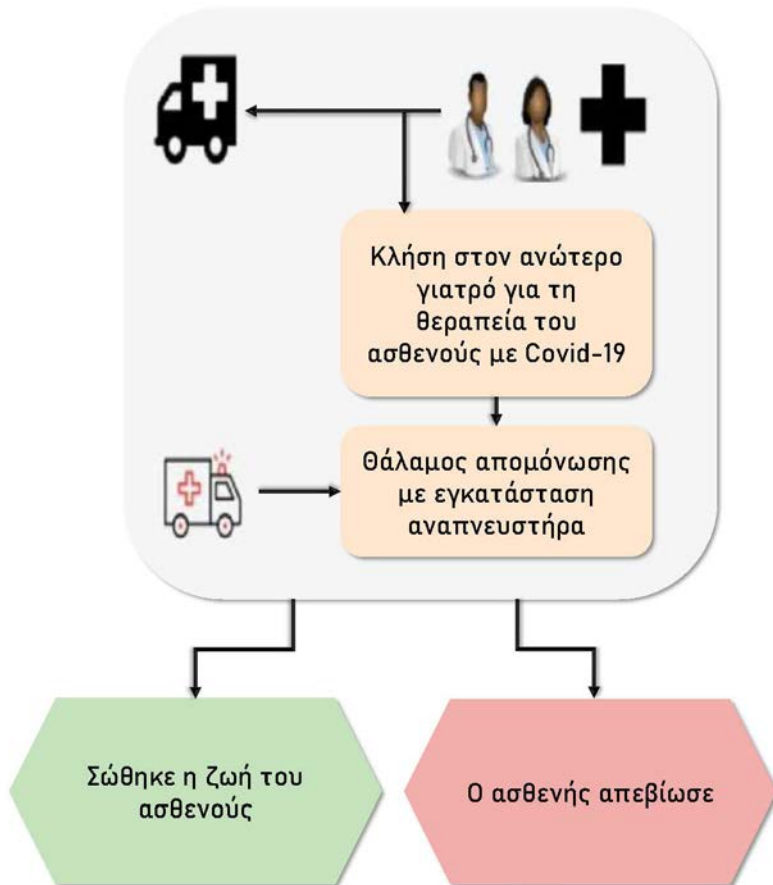 Κλήση στον ανώτερο
γιατρό για τη
θεραπεία του
ασθενούς με Covid-19
Θάλαμος απομόνωσης
με εγκατάσταση
αναπνευστήρα
Σώθηκε η ζωή του
ασθενούς
Ο ασθενής απεβίωσε